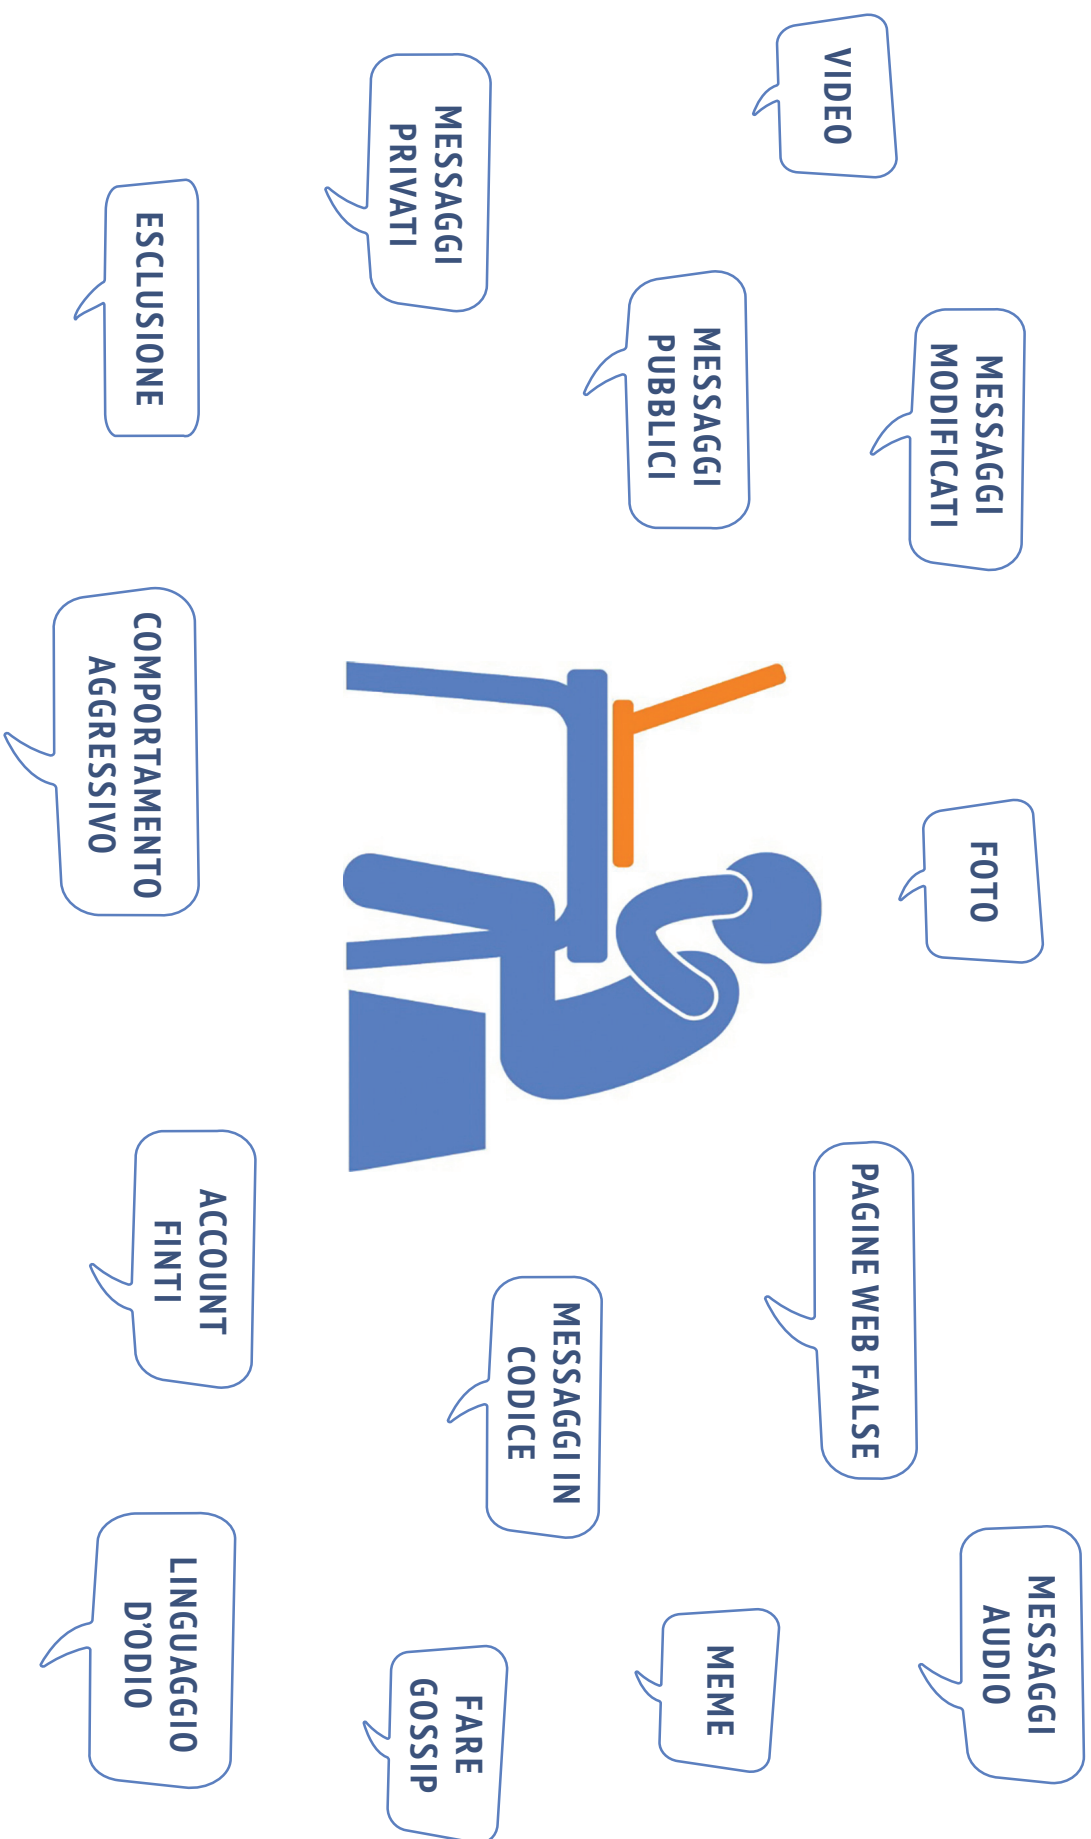 VIDEO
MESSAGGI
MODIFICATI
FOTO
PAGINE WEB FALSE
MESSAGGI
AUDIO
MESSAGGI
PUBBLICI
MEME
MESSAGGI
PRIVATI
MESSAGGI IN
CODICE
FARE
GOSSIP
ESCLUSIONE
COMPORTAMENTO
AGGRESSIVO
ACCOUNT
FINTI
LINGUAGGIO
D'ODIO